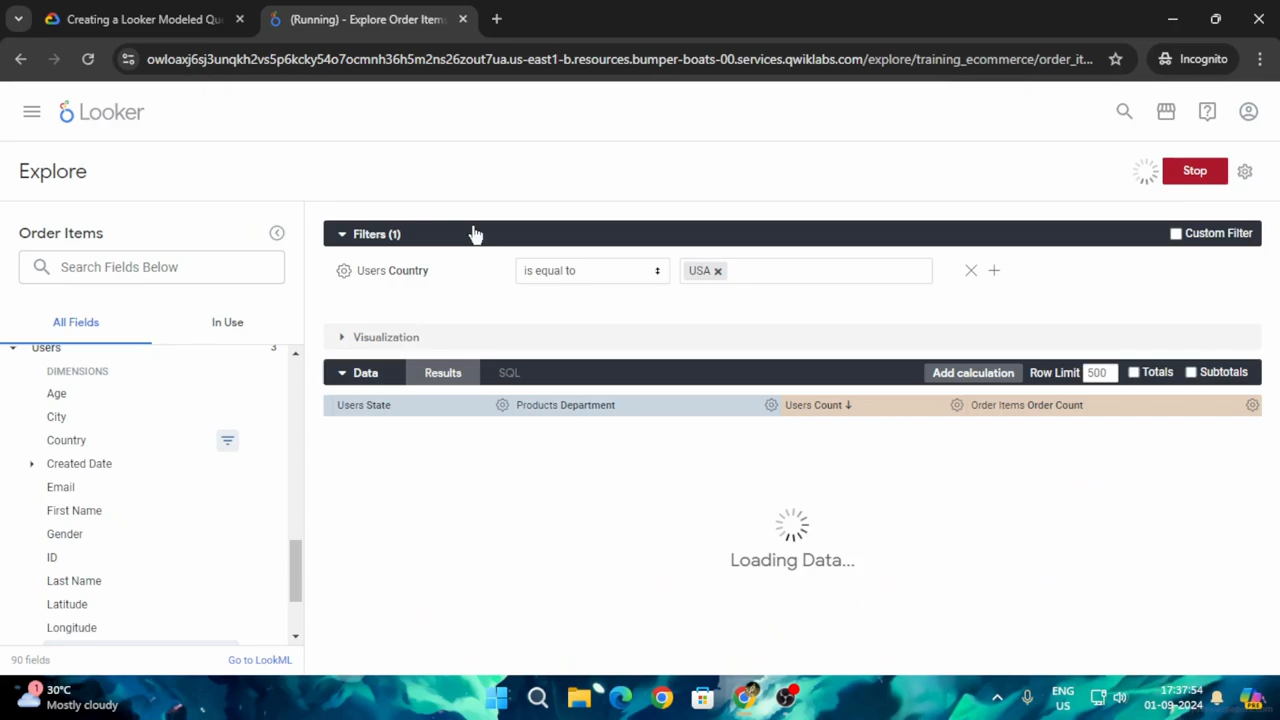 Creating a Looker Modeled Qu
(Running) - Explore Order Item
owloaxj6sj3unqkh2vs5p6kcky54o7ocmnh36h5m2ns26zout7ua.us-east1-b.resources.bumper-boats-00.services.qwiklabs.com/explore/training_ecommerce/order_it...
Incognito
Looker
Explore
Stop
Order Items
Search Fields Below
All Fields
In Use
Users
3
DIMENSIONS
Age
City
Country
Created Date
Email
First Name
Gender
ID
Last Name
Latitude
Longitude
90 fields
Go to LookML
Filters (1)
Custom Filter
Users Country
is equal to
USA
Visualization
Data
Results
SQL
Add calculation
Row Limit
500
Totals
Subtotals
Users State
Products Department
Users Count
Order Items Order Count
Loading Data...
1
30°C
Mostly cloudy
ENG
US
17:37:54
01-09-2024
PRE